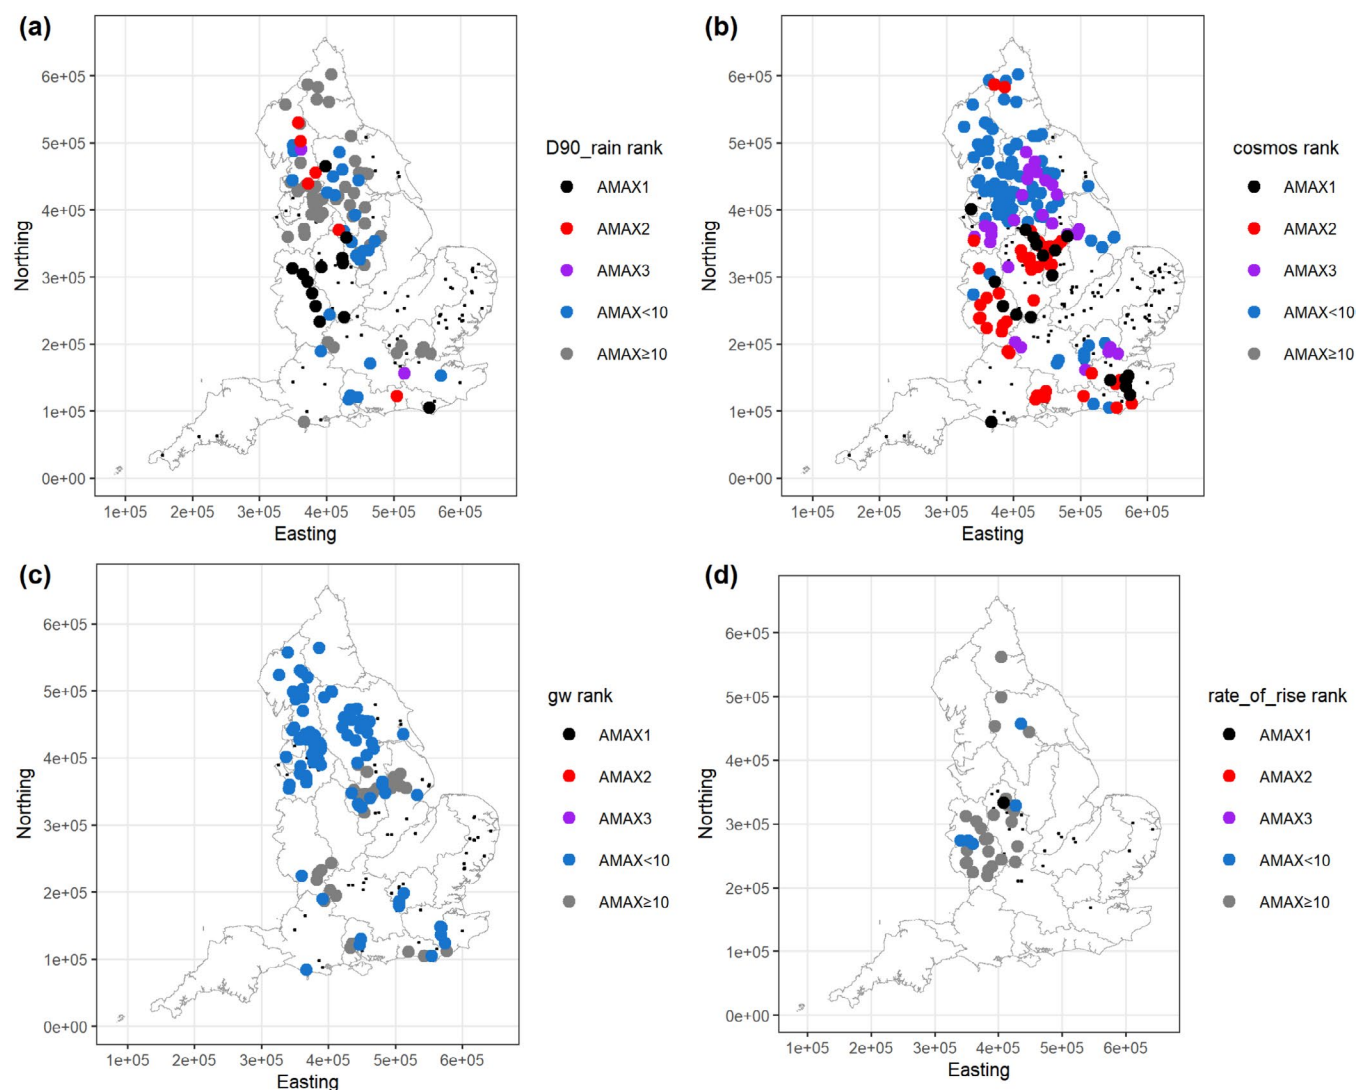 (a)
6e+05
5e+05
4e+05
3e+05
2e+05
1e+05
0e+00
Northing
1e+05 2e+05 3e+05 4e+05 5e+05 6e+05
Easting
D90_rain rank
AMAX1
AMAX2
AMAX3
AMAX<10
AMAX≥10
(b)
6e+05
5e+05
4e+05
3e+05
2e+05
1e+05
0e+00
Northing
1e+05 2e+05 3e+05 4e+05 5e+05 6e+05
Easting
cosmos rank
AMAX1
AMAX2
AMAX3
AMAX<10
AMAX≥10
(c)
6e+05
5e+05
4e+05
3e+05
2e+05
1e+05
0e+00
Northing
1e+05 2e+05 3e+05 4e+05 5e+05 6e+05
Easting
gw rank
AMAX1
AMAX2
AMAX3
AMAX<10
AMAX≥10
(d)
6e+05
5e+05
4e+05
3e+05
2e+05
1e+05
0e+00
Northing
1e+05 2e+05 3e+05 4e+05 5e+05 6e+05
Easting
rate_of_rise rank
AMAX1
AMAX2
AMAX3
AMAX<10
AMAX≥10